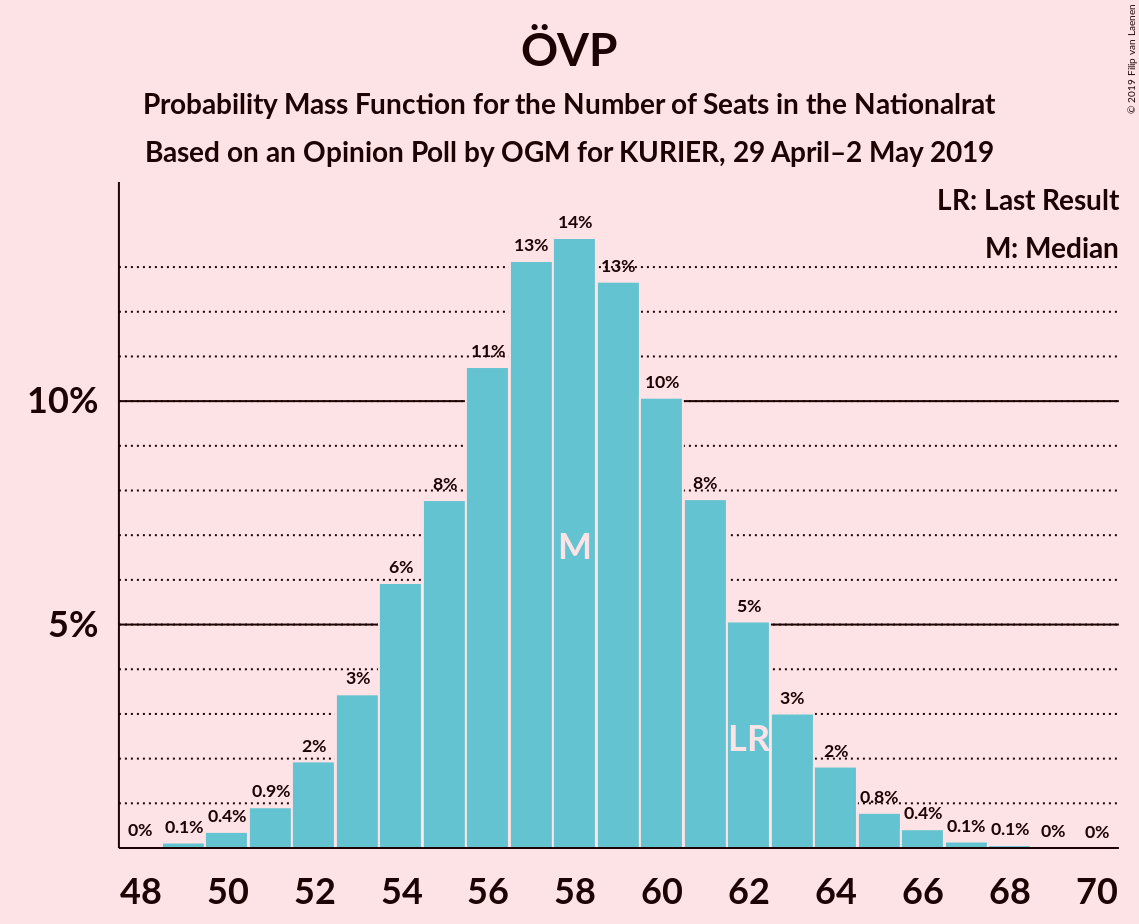 ÖVP
Probability Mass Function for the Number of Seats in the Nationalrat
Based on an Opinion Poll by OGM for KURIER, 29 April–2 May 2019
© 2019 Filip van Laenen
LR: Last Result
M: Median
14%
13%
13%
11%
10%
10%
8%
8%
M
6%
5%
5%
3%
3%
LR
2%
2%
0.9%
0.8%
0.4%
0.4%
0%
0.1%
0.1%
0.1%
0%
0%
48 50 52 54 56 58 60 62 64 66 68 70